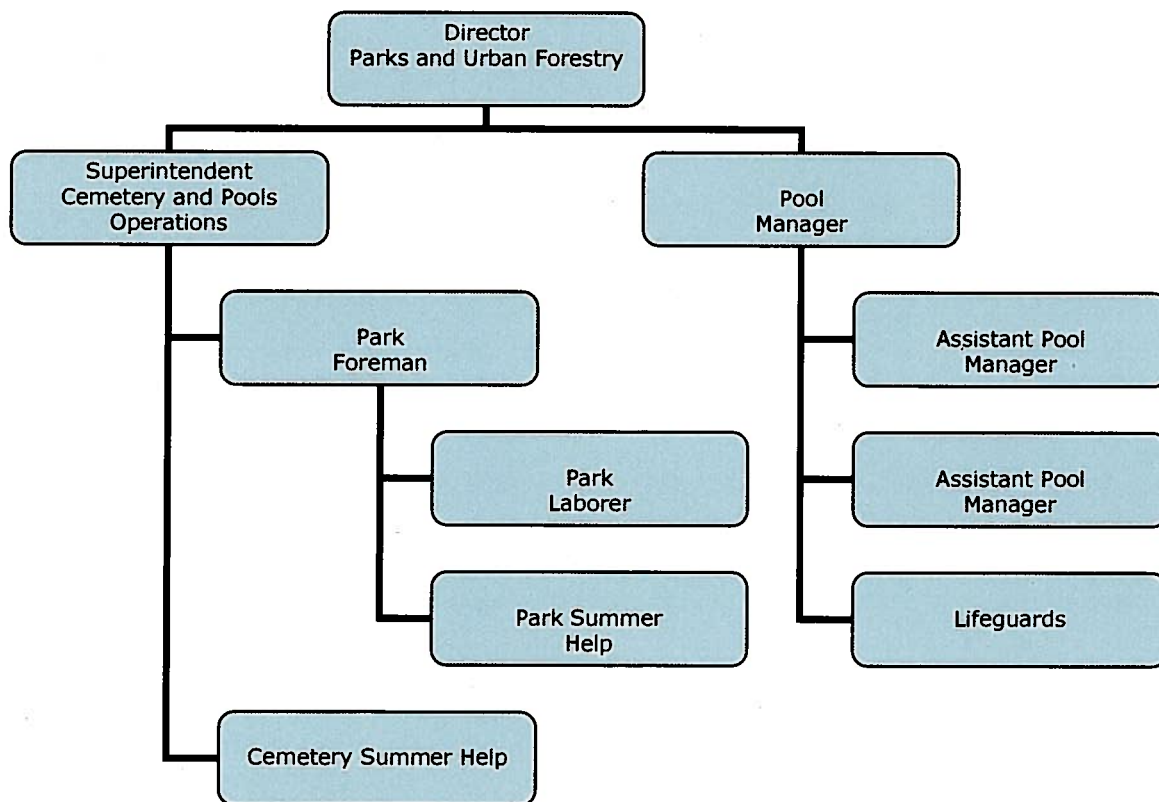 Director
Parks and Urban Forestry
Superintendent
Cemetery and Pools
Operations
Pool
Manager
Park
Foreman
Assistant Pool
Manager
Park
Laborer
Assistant Pool
Manager
Park Summer
Help
Lifeguards
Cemetery Summer Help